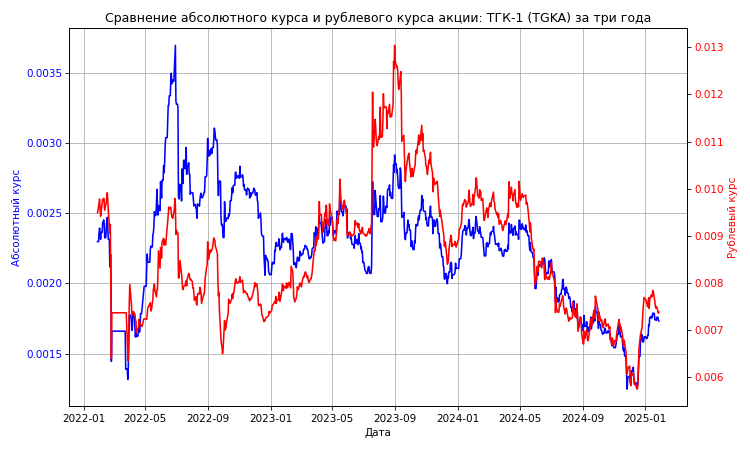 Сравнение абсолютного курса и рублевого курса акции: ТГК-1 (TGKA) за три года
0.0035
0.0030
0.0025
0.0020
0.0015
Абсолютный курс
0.013
0.012
0.011
0.010
0.009
0.008
0.007
0.006
Рублевый курс
2022-01 2022-05 2022-09 2023-01 2023-05 2023-09 2024-01 2024-05 2024-09 2025-01
Дата